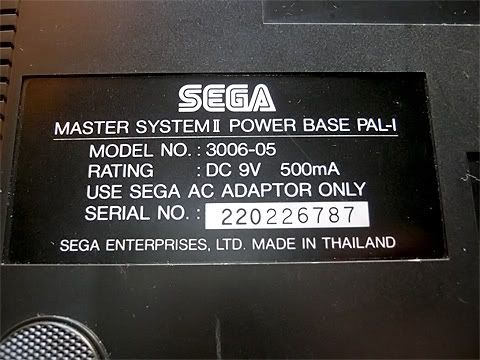 SEGA
MASTER SYSTEM II POWER BASE PAL-I
MODEL NO. : 3006-05
RATING : DC 9V 500mA
USE SEGA AC ADAPTOR ONLY
SERIAL NO. : 220226787
SEGA ENTERPRISES, LTD. MADE IN THAILAND